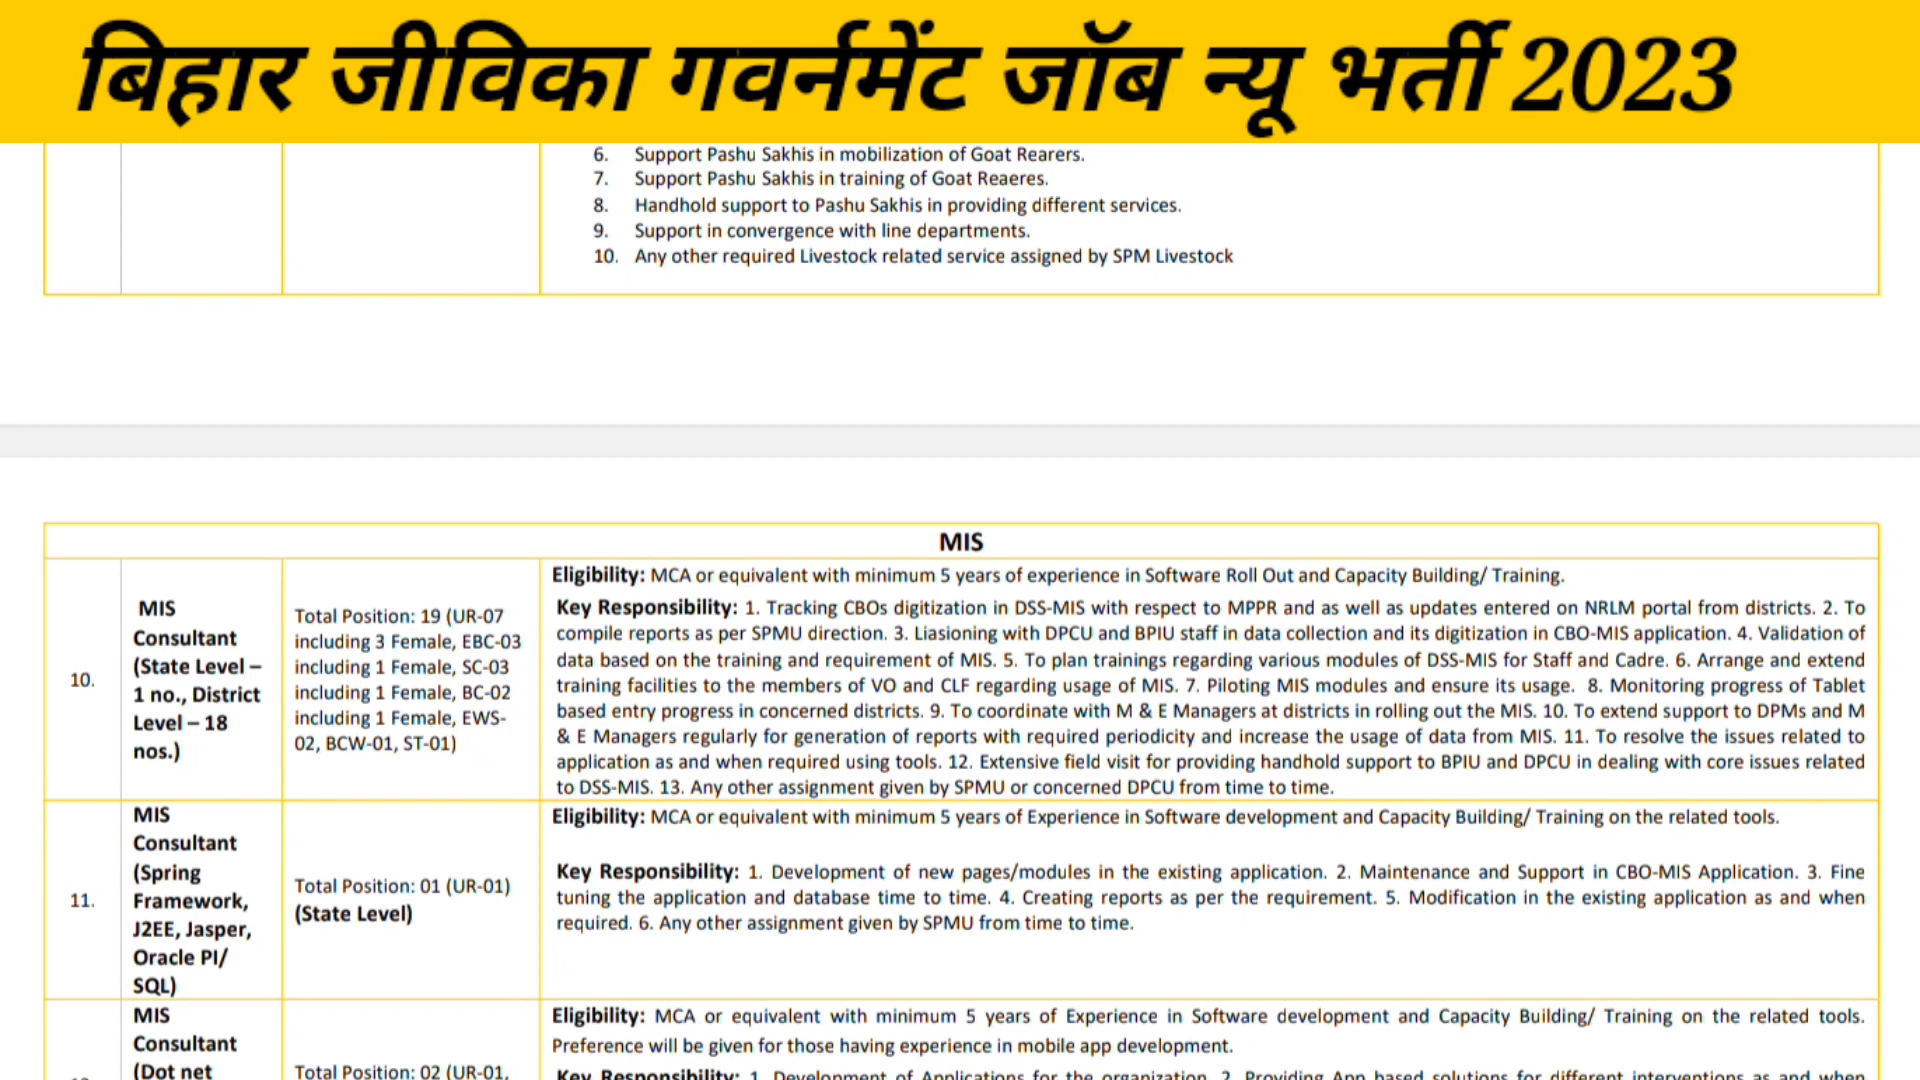 बिहार जीविका गवर्नमेंट जॉब न्यू भर्ती 2023
6. Support Pashu Sakhis in mobilization of Goat Rearers.
7. Support Pashu Sakhis in training of Goat Reaeres.
8. Handhold support to Pashu Sakhis in providing different services.
9. Support in convergence with line departments.
10. Any other required Livestock related service assigned by SPM Livestock
MIS
10.
MIS
Consultant
(State Level –
1 no., District
Level – 18
nos.)
Total Position: 19 (UR-07
including 3 Female, EBC-03
including 1 Female, SC-03
including 1 Female, BC-02
including 1 Female, EWS-
02, BCW-01, ST-01)
Eligibility: MCA or equivalent with minimum 5 years of experience in Software Roll Out and Capacity Building/ Training.
Key Responsibility: 1. Tracking CBOs digitization in DSS-MIS with respect to MPPR and as well as updates entered on NRLM portal from districts. 2. To
compile reports as per SPMU direction. 3. Liasioning with DPCU and BPIU staff in data collection and its digitization in CBO-MIS application. 4. Validation of
data based on the training and requirement of MIS. 5. To plan trainings regarding various modules of DSS-MIS for Staff and Cadre. 6. Arrange and extend
training facilities to the members of VO and CLF regarding usage of MIS. 7. Piloting MIS modules and ensure its usage. 8. Monitoring progress of Tablet
based entry progress in concerned districts. 9. To coordinate with M & E Managers at districts in rolling out the MIS. 10. To extend support to DPMs and M
& E Managers regularly for generation of reports with required periodicity and increase the usage of data from MIS. 11. To resolve the issues related to
application as and when required using tools. 12. Extensive field visit for providing handhold support to BPIU and DPCU in dealing with core issues related
to DSS-MIS. 13. Any other assignment given by SPMU or concerned DPCU from time to time.
11.
MIS
Consultant
(Spring
Framework,
J2EE, Jasper,
Oracle Pl/
SQL)
Total Position: 01 (UR-01)
(State Level)
Eligibility: MCA or equivalent with minimum 5 years of Experience in Software development and Capacity Building/ Training on the related tools.
Key Responsibility: 1. Development of new pages/modules in the existing application. 2. Maintenance and Support in CBO-MIS Application. 3. Fine
tuning the application and database time to time. 4. Creating reports as per the requirement. 5. Modification in the existing application as and when
required. 6. Any other assignment given by SPMU from time to time.
MIS
Consultant
(Dot net
Total Position: 02 (UR-01,
Eligibility: MCA or equivalent with minimum 5 years of Experience in Software development and Capacity Building/ Training on the related tools.
Preference will be given for those having experience in mobile app development.
Key Responsibility: 1. Development of Applications for the organization. 2. Providing App based solutions for different interventions as and when